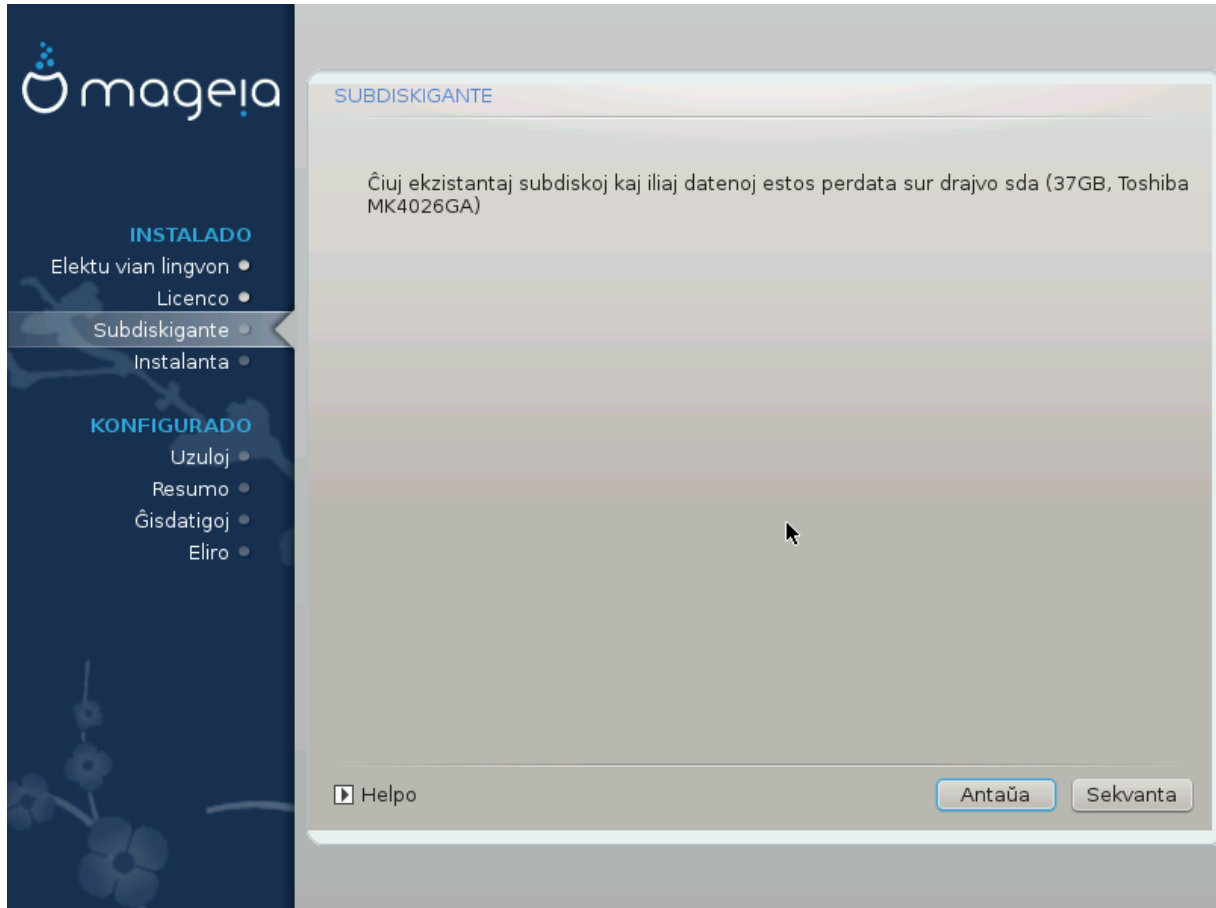 mageia
INSTALADO
Elektu vian lingvon
Licenco
Subdiskigante
Instalanta
KONFIGURADO
Uzuloj
Resumo
Ĝisdatigoj
Eliro
SUBDISKIGANTE
Ĉiuj ekzistantaj subdiskoj kaj iliaj datenoj estos perdata sur drajvo sda (37GB, Toshiba
MK4026GA)
Helpo
Antaŭa
Sekvanta